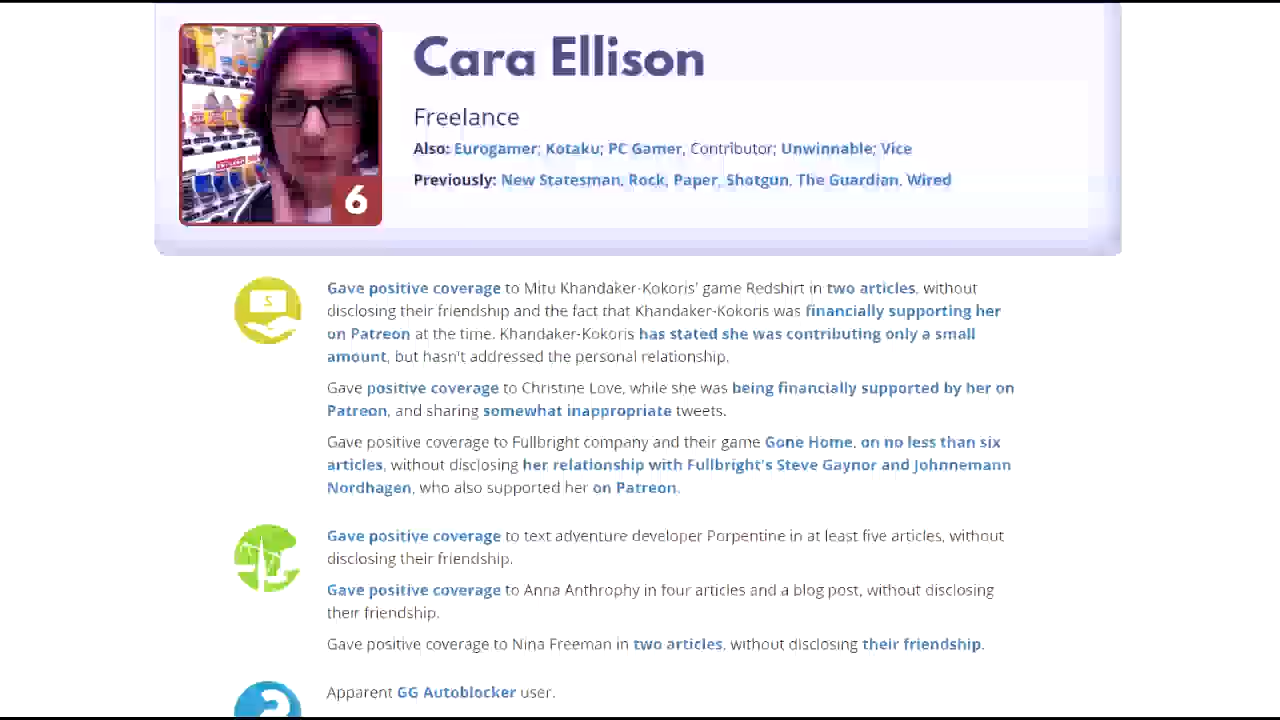 Cara Ellison
Freelance
Also: Eurogamer; Kotaku; PC Gamer, Contributor; Unwinnable; Vice
Previously: New Statesman, Rock, Paper, Shotgun, The Guardian, Wired
6
Gave positive coverage to Mitu Khandaker-Kokoris' game Redshirt in two articles, without
disclosing their friendship and the fact that Khandaker-Kokoris was financially supporting her
on Patreon at the time. Khandaker-Kokoris has stated she was contributing only a small
amount, but hasn't addressed the personal relationship.
Gave positive coverage to Christine Love, while she was being financially supported by her on
Patreon, and sharing somewhat inappropriate tweets.
Gave positive coverage to Fullbright company and their game Gone Home, on no less than six
articles, without disclosing her relationship with Fullbright's Steve Gaynor and Johnnemann
Nordhagen, who also supported her on Patreon.
Gave positive coverage to text adventure developer Porpentine in at least five articles, without
disclosing their friendship.
Gave positive coverage to Anna Anthrophy in four articles and a blog post, without disclosing
their friendship.
Gave positive coverage to Nina Freeman in two articles, without disclosing their friendship.
Apparent GG Autoblocker user.